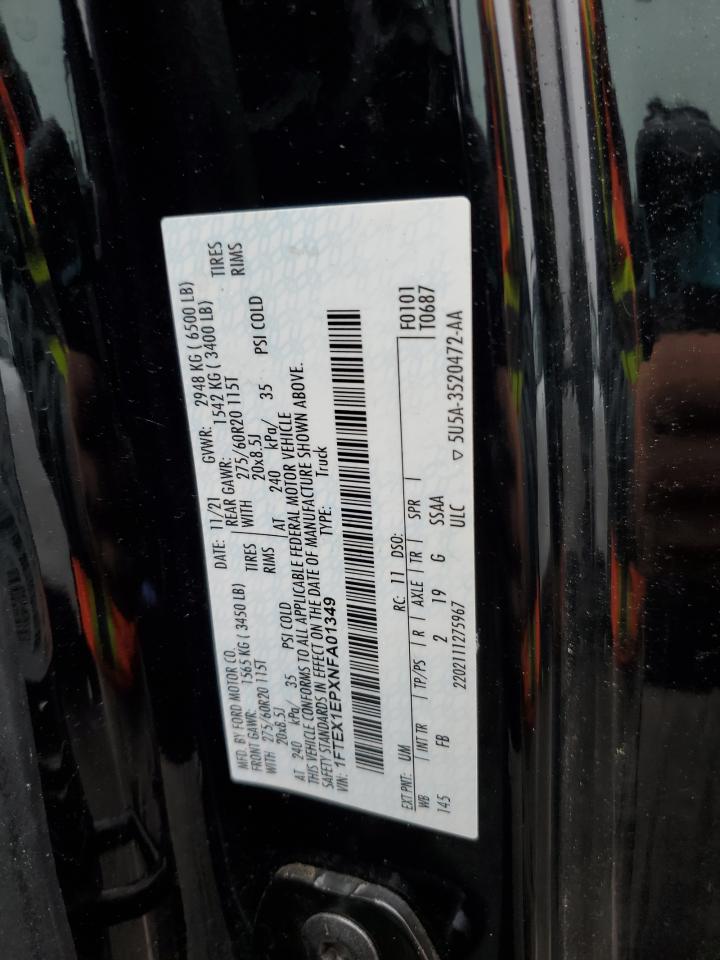 MFD. BY FORD MOTOR CO. DATE: 11/21 GVWR: 2948 KG ( 6500 LB)
FRONT GAWR: 1565 KG ( 3450 LB) REAR GAWR: 1542 KG ( 3400 LB)
WITH 275/60R20 115T TIRES WITH 275/60R20 115T TIRES
20x8.5J RIMS 20x8.5J RIMS
AT 240 kPa/ 35 PSI COLD AT 240 kPa/ 35 PSI COLD
THIS VEHICLE CONFORMS TO ALL APPLICABLE FEDERAL MOTOR VEHICLE
SAFETY STANDARDS IN EFFECT ON THE DATE OF MANUFACTURE SHOWN ABOVE.
VIN: 1FTEX1EPXNFA01349 TYPE: Truck
EXT PNT: UM RC: 11 DSO: F0101
WB INT TR TP/PS R AXLE TR SPR T0687
145 FB 2 19 G SSAA
2202111275967 ULC ▽ 5U5A-3520472-AA